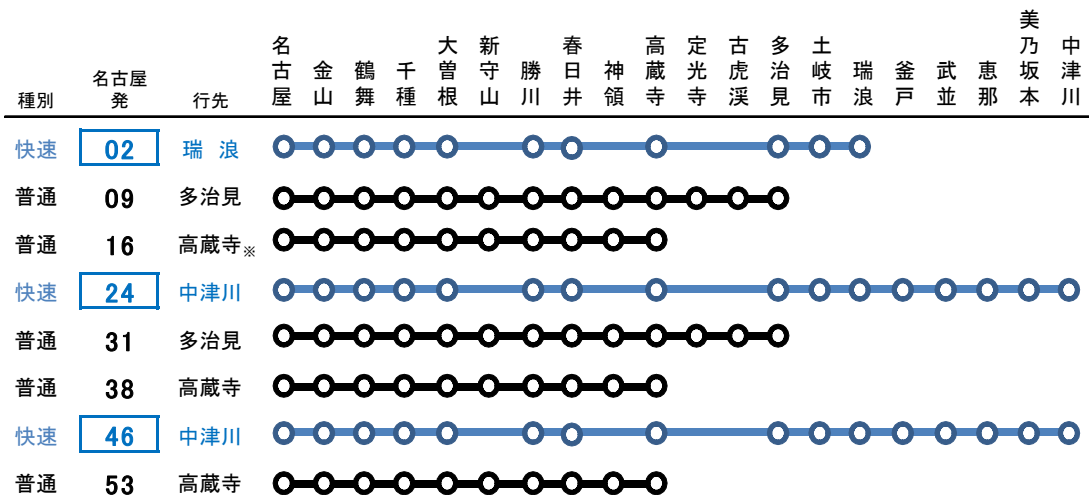 種別 名古屋発 行先 名古屋 金山 鶴舞 千種 大曽根 新守山 勝川 春日井 神領 高蔵寺 定光寺 古虎渓 多治見 土岐市 瑞浪 釜戸 武並 恵那 美乃坂本 中津川
快速 02 瑞浪
普通 09 多治見
普通 16 高蔵寺※
快速 24 中津川
普通 31 多治見
普通 38 高蔵寺
快速 46 中津川
普通 53 高蔵寺